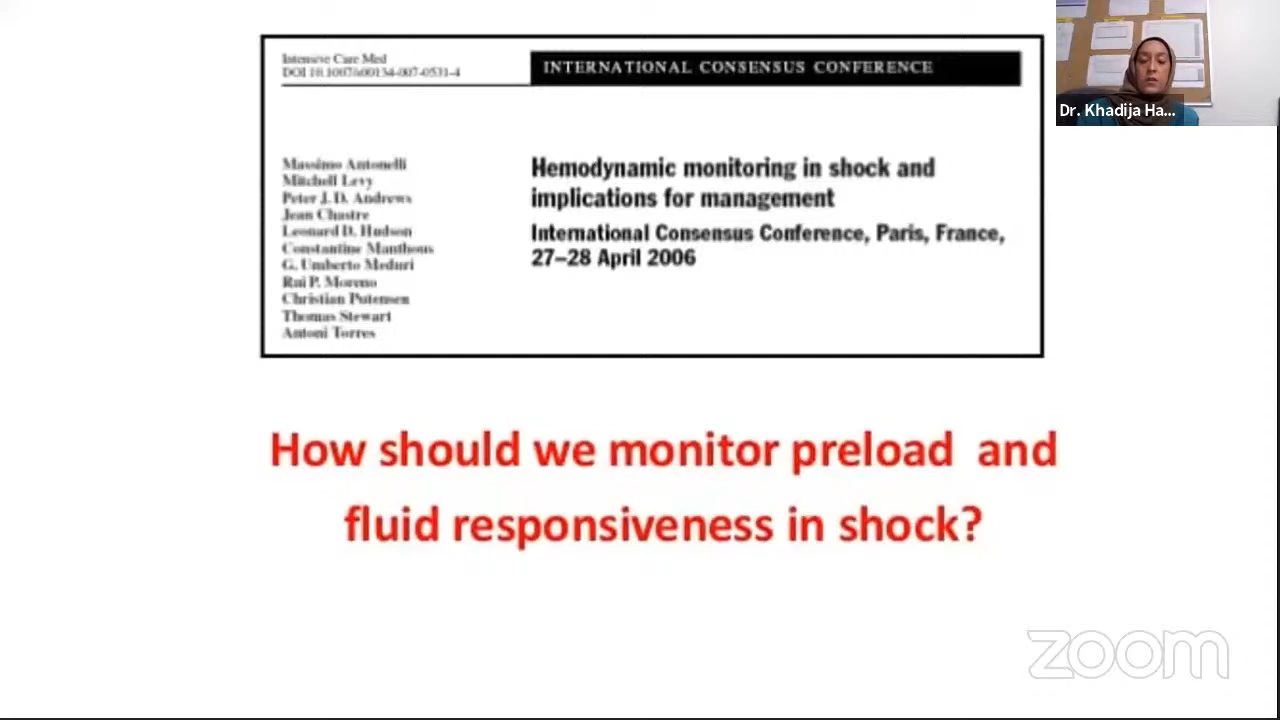 Intensive Care Med
DOI 10.1007/s00134-007-0531-4
INTERNATIONAL CONSENSUS CONFERENCE
Massimo Antonelli
Mitchell Levy
Peter J. D. Andrews
Jean Chastre
Leonard D. Hudson
Constantine Manthous
G. Umberto Meduri
Rui P. Moreno
Christian Putensen
Thomas Stewart
Antoni Torres
Hemodynamic monitoring in shock and
implications for management
International Consensus Conference, Paris, France,
27–28 April 2006
How should we monitor preload and
fluid responsiveness in shock?
Dr. Khadija Ha...
zoom